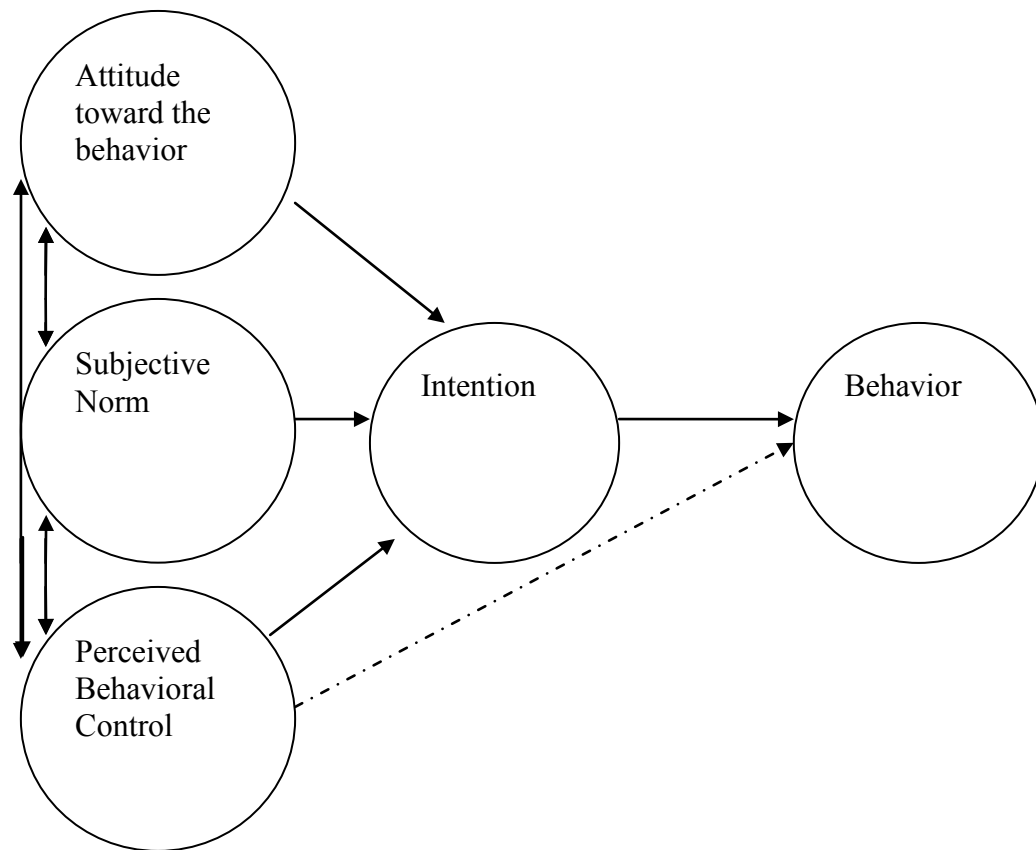 Attitude
toward the
behavior
Subjective
Norm
Intention
Behavior
Perceived
Behavioral
Control